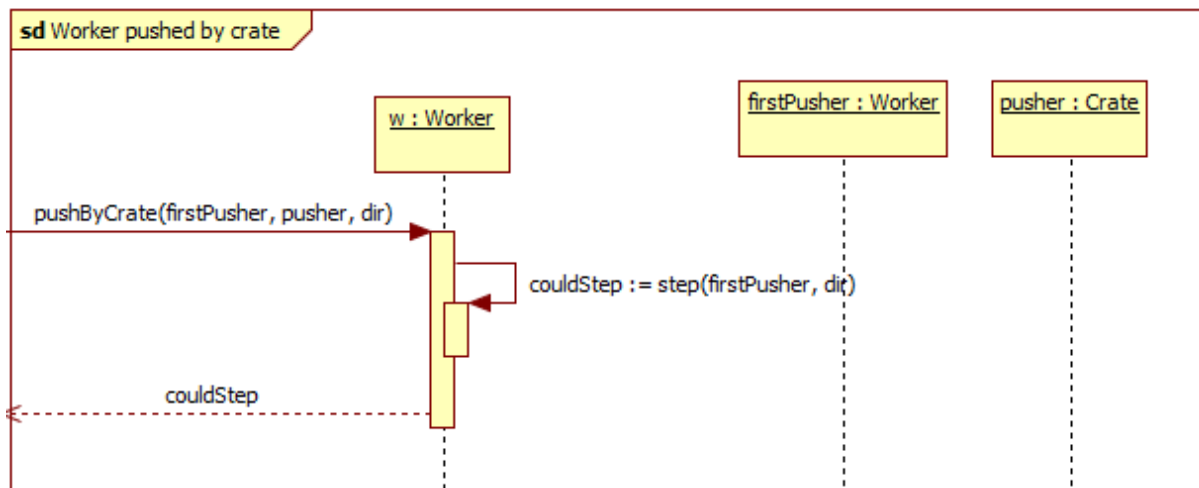 sd Worker pushed by crate
w : Worker
firstPusher : Worker
pusher : Crate
pushByCrate(firstPusher, pusher, dir)
couldStep := step(firstPusher, dir)
couldStep